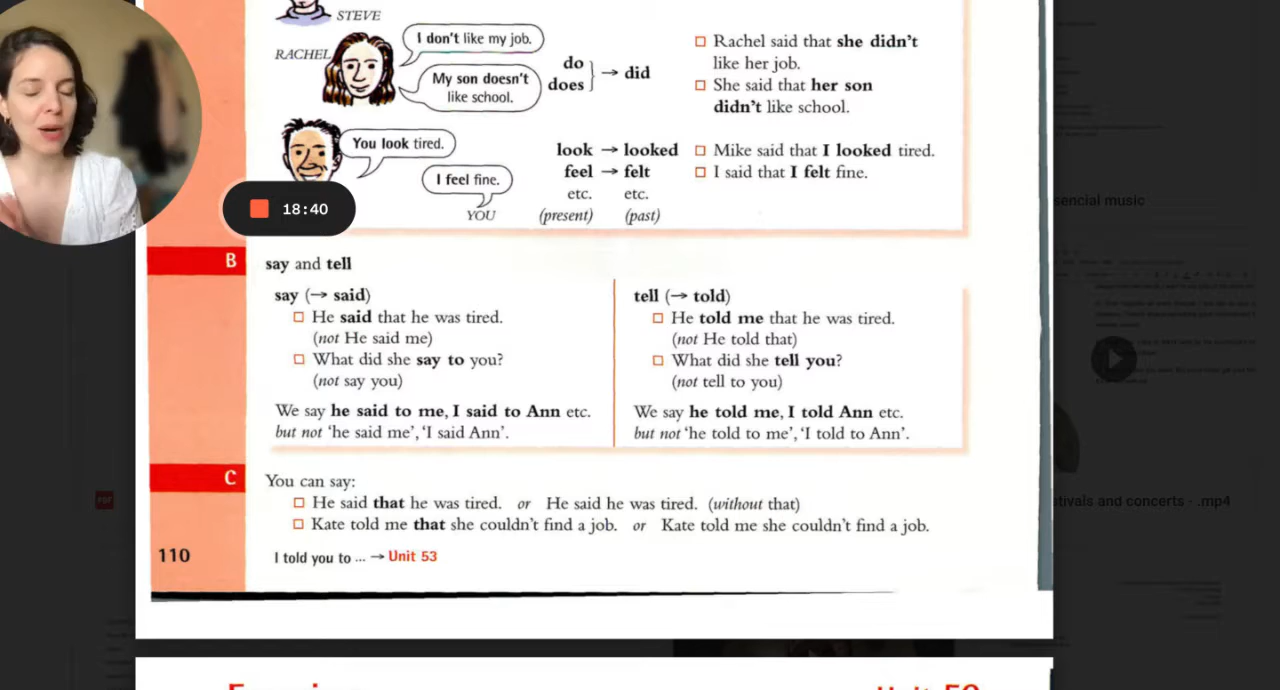 STEVE
I don't like my job.
RACHEL
My son doesn't
like school.
do
does
→ did
Rachel said that she didn't
like her job.
She said that her son
didn't like school.
You look tired.
I feel fine.
YOU
look → looked
feel → felt
etc. etc.
(present) (past)
Mike said that I looked tired.
I said that I felt fine.
18:40
B
say and tell
say (→ said)
He said that he was tired.
(not He said me)
What did she say to you?
(not say you)
We say he said to me, I said to Ann etc.
but not 'he said me', 'I said Ann'.
tell (→ told)
He told me that he was tired.
(not He told that)
What did she tell you?
(not tell to you)
We say he told me, I told Ann etc.
but not 'he told to me', 'I told to Ann'.
C
You can say:
He said that he was tired. or He said he was tired. (without that)
Kate told me that she couldn't find a job. or Kate told me she couldn't find a job.
110
I told you to ... → Unit 53
PDF
sencial music
stivals and concerts - .mp4